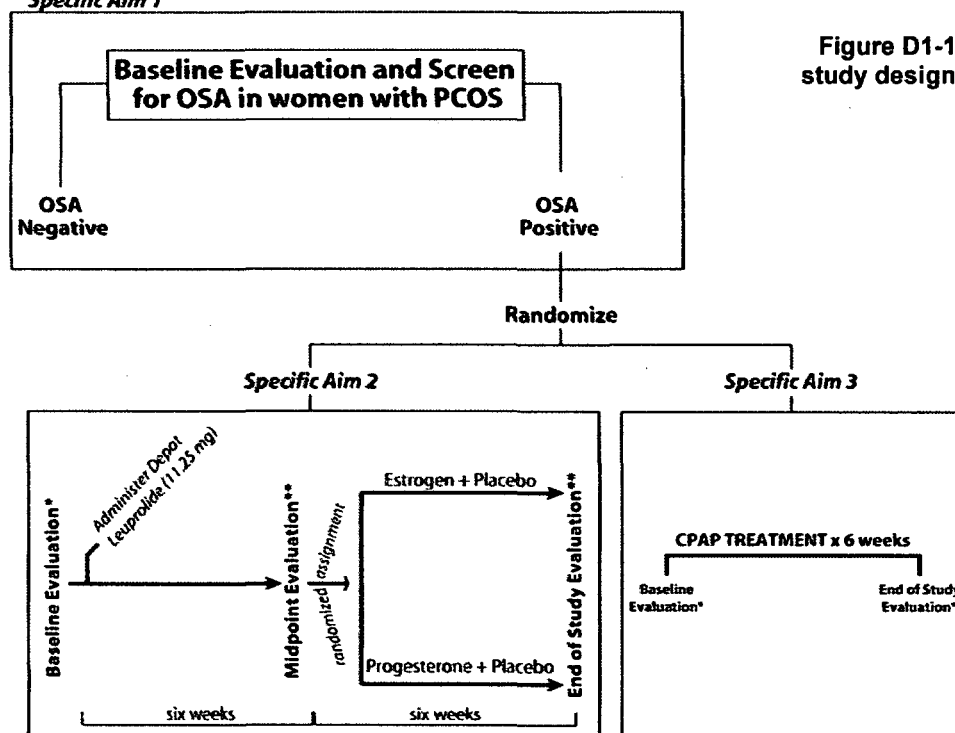 Specific Aim 1
Figure D1-1
study design
Baseline Evaluation and Screen
for OSA in women with PCOS
OSA
Negative
OSA
Positive
Randomize
Specific Aim 2
Specific Aim 3
Baseline Evaluation*
Administer Depot
Leuprolide (11.25 mg)
Midpoint Evaluation**
randomized assignment
Estrogen + Placebo
Progesterone + Placebo
End of Study Evaluation**
six weeks
six weeks
CPAP TREATMENT x 6 weeks
Baseline
Evaluation*
End of Study
Evaluation*